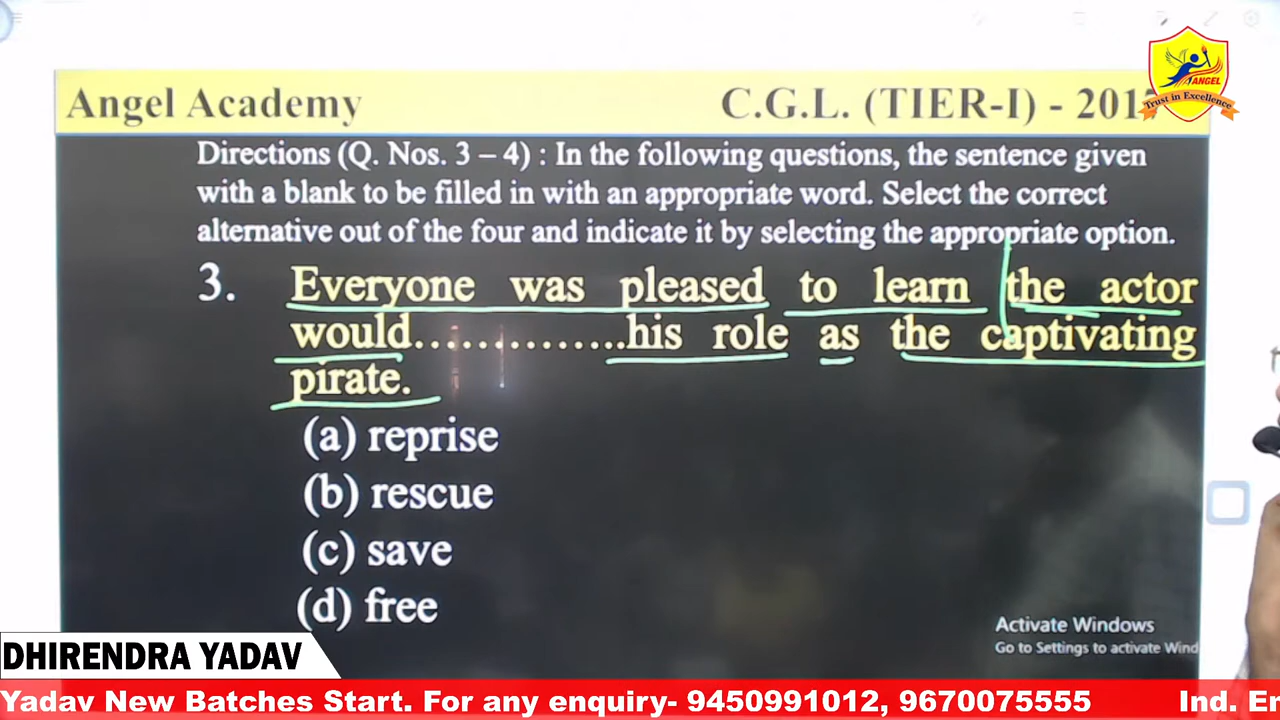 Angel Academy C.G.L. (TIER-I) - 201
ANGEL
Trust in Excellence
Directions (Q. Nos. 3 – 4) : In the following questions, the sentence given
with a blank to be filled in with an appropriate word. Select the correct
alternative out of the four and indicate it by selecting the appropriate option.
3. Everyone was pleased to learn the actor
would...............his role as the captivating
pirate.
(a) reprise
(b) rescue
(c) save
(d) free
Activate Windows
Go to Settings to activate Wind
DHIRENDRA YADAV
Yadav New Batches Start. For any enquiry- 9450991012, 9670075555 Ind. En